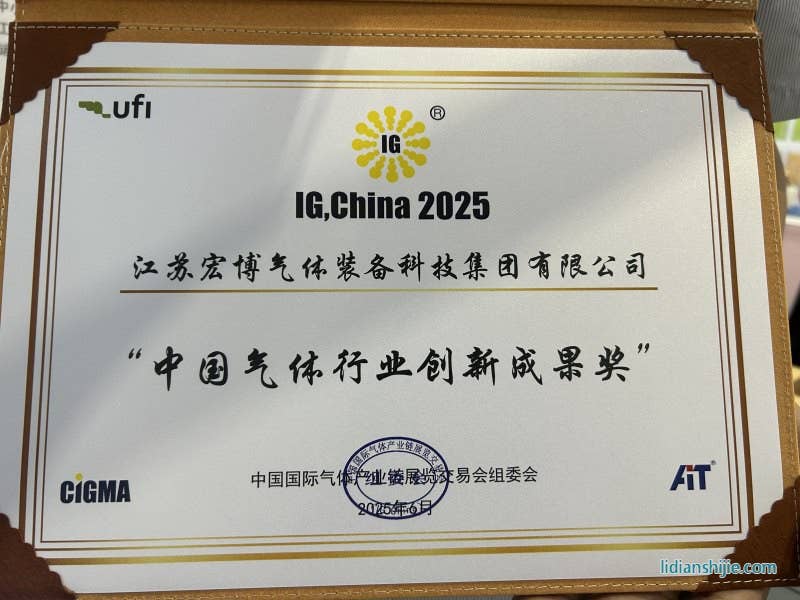 ufi
IG
®
IG,China 2025
江苏宏博气体装备科技集团有限公司
“中国气体行业创新成果奖”
CIGMA
中国国际气体产业链展览交易会组委会
2025年6月
AIT®
lidianshijie.com